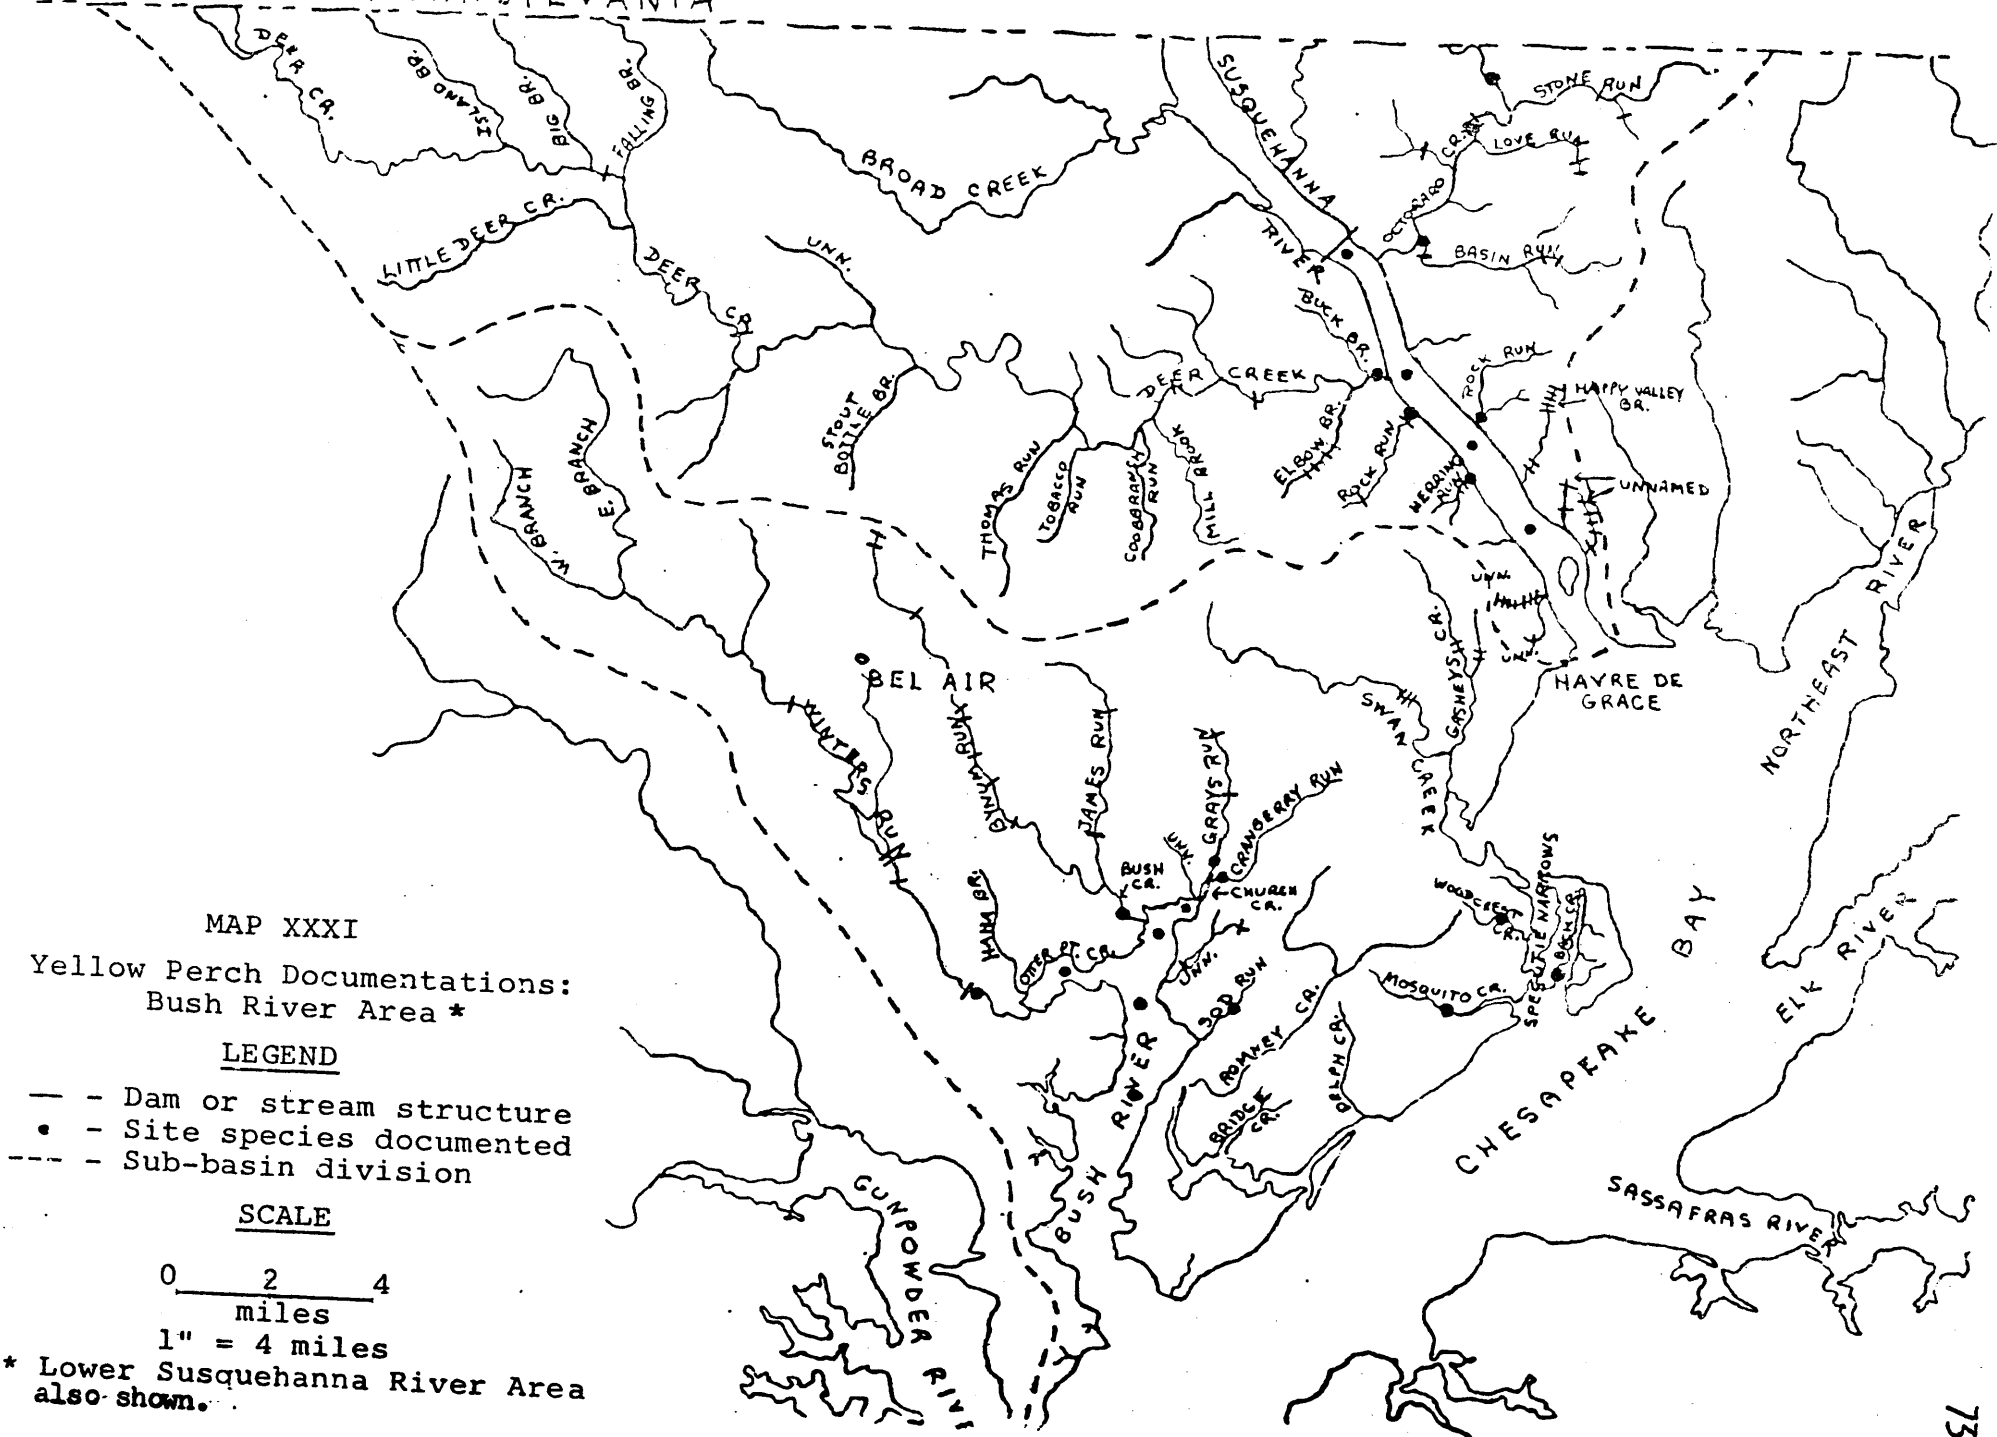 DEER CR.
ISLAND BR.
BIG BR.
FALLING BR.
LITTLE DEER CR.
DEER
CR.
UNN.
BROAD CREEK
SUSQUEHANNA
RIVER
STONE RUN
LOVE RUN
OCTORARO CR.
BASIN RUN
BUCK BR.
ROCK RUN
HAPPY VALLEY
BR.
UNNAMED
DEER CREEK
STOUT
BOTTLE BR.
THOMAS RUN
TOBACCO
RUN
COBBRANCH
RUN
MILL BROOK
ELBOW BR.
ROCK RUN
HERRING
RUN
W. BRANCH
E. BRANCH
UNN.
UNN.
HAVRE DE
GRACE
GASHEYS CR.
SWAN CREEK
NORTHEAST RIVER
BEL AIR
WINTERS RUN
BYNUM RUN
JAMES RUN
GRAYS RUN
CRANBERRY RUN
UNN.
BUSH
CR.
CHURCH
CR.
HAHA BR.
OTTER PT. CR.
UNN.
SOD RUN
ROMNEY CR.
BRIDGE
CR.
DELPH CR.
MOSQUITO CR.
WOODCREST
CR.
SPESUTIE NARROWS
BACK CR.
BUSH RIVER
GUNPOWDER RIVE
CHESAPEAKE BAY
ELK RIVER
SASSAFRAS RIVER
MAP XXXI
Yellow Perch Documentations:
Bush River Area *
LEGEND
— - Dam or stream structure
• - Site species documented
--- - Sub-basin division
SCALE
0 2 4
miles
1" = 4 miles
* Lower Susquehanna River Area
also shown.
73